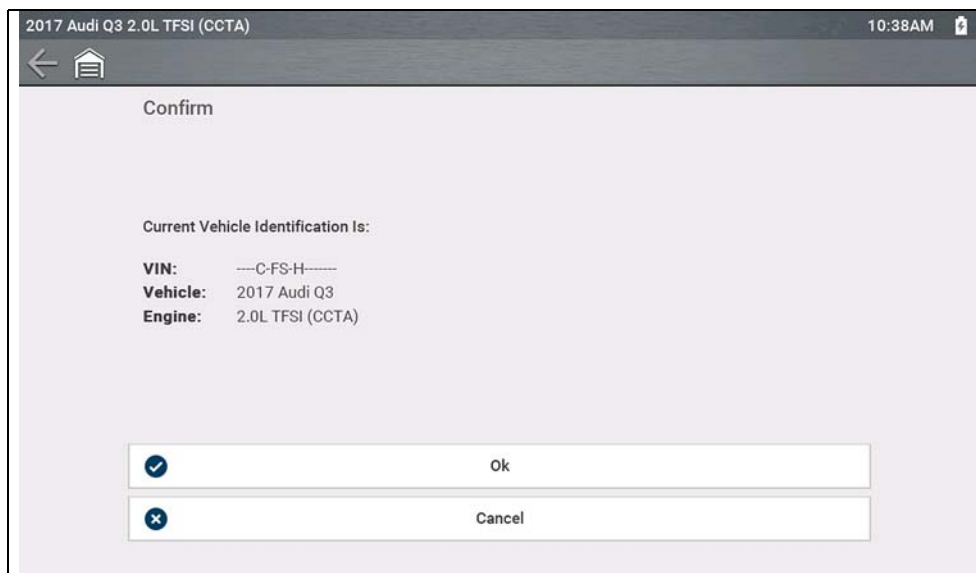 2017 Audi Q3 2.0L TFSI (CCTA) 10:38AM
Confirm
Current Vehicle Identification Is:
VIN: ----C-FS-H-------
Vehicle: 2017 Audi Q3
Engine: 2.0L TFSI (CCTA)
Ok
Cancel